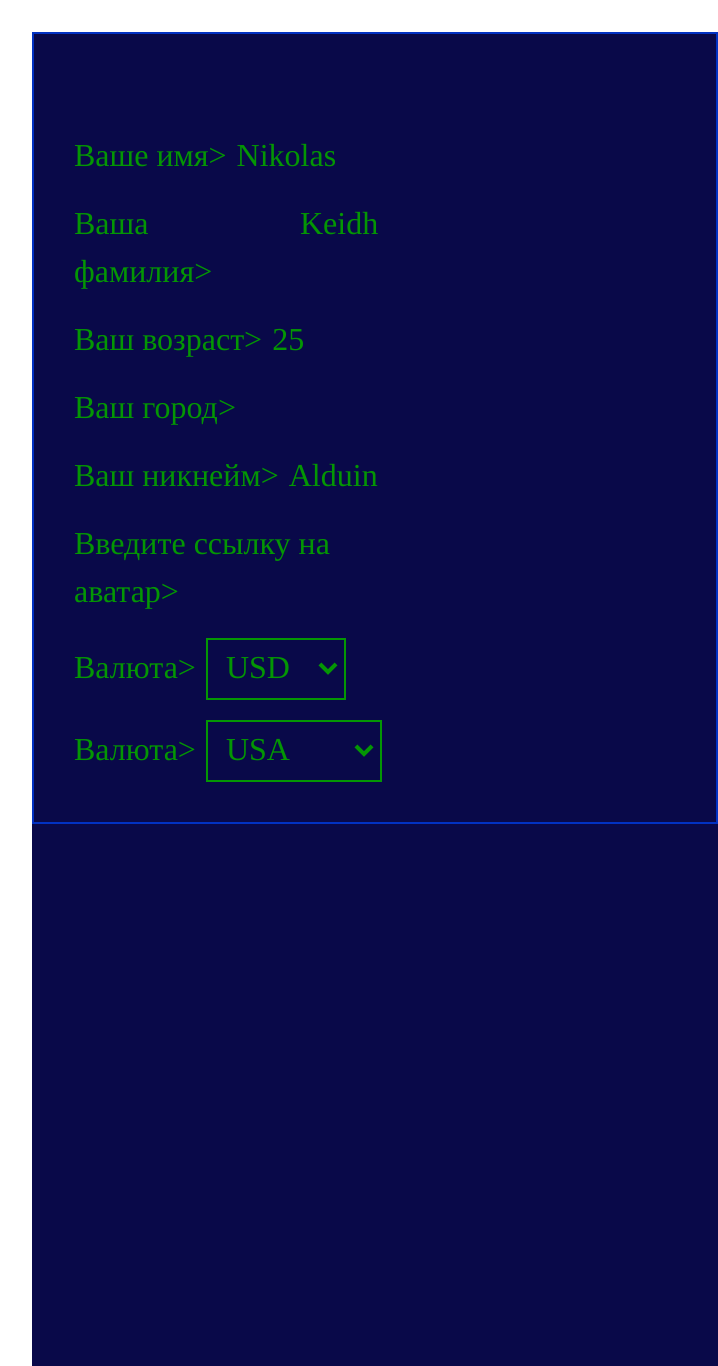 Ваше имя> Nikolas
Ваша Keidh
фамилия>
Ваш возраст> 25
Ваш город>
Ваш никнейм> Alduin
Введите ссылку на
аватар>
Валюта> USD
Валюта> USA